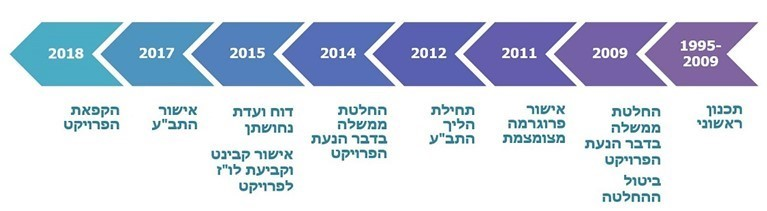 1995-
2009
2009
2011
2012
2014
2015
2017
2018
תכנון
ראשוני
החלטת
ממשלה
בדבר הנעת
הפרויקט
ביטול
ההחלטה
אישור
פרוגרמה
מצומצמת
תחילת
הליך
התב"ע
החלטת
ממשלה
בדבר הנעת
הפרויקט
דוח ועדת
נחושתן
אישור קבינט
וקביעת לו"ז
לפרויקט
אישור
התב"ע
הקפאת
הפרויקט